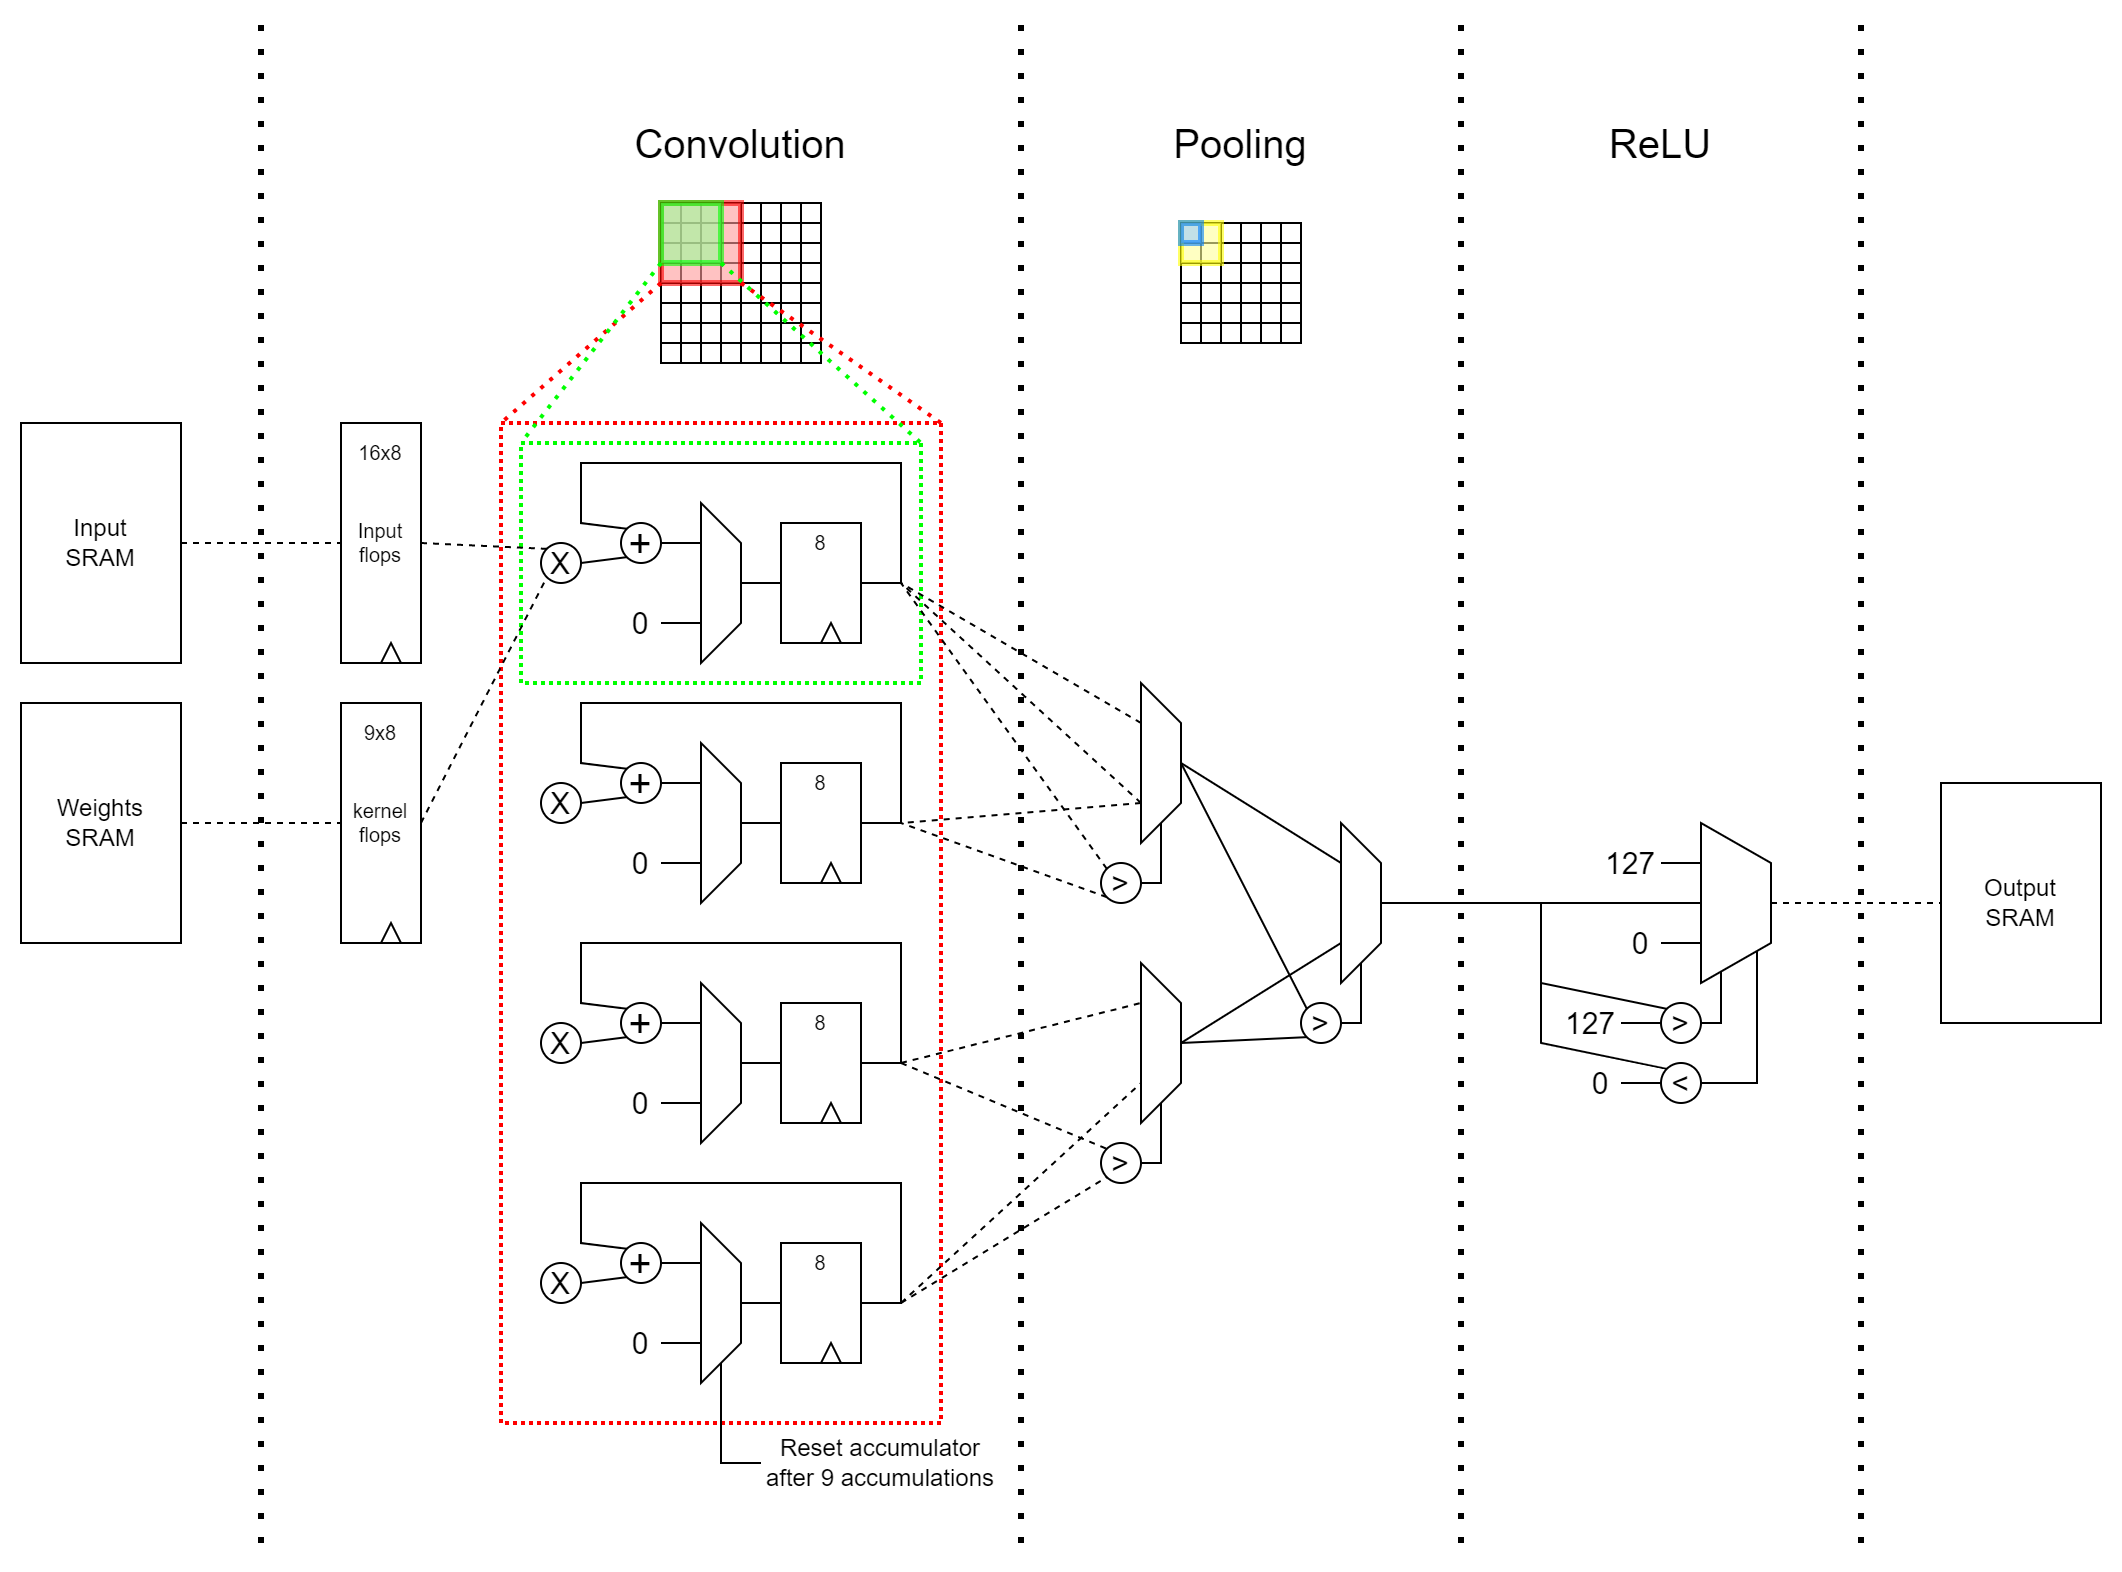 Convolution
Pooling
ReLU
Input
SRAM
16x8
Input
flops
Weights
SRAM
9x8
kernel
flops
X
+
0
8
X
+
0
8
X
+
0
8
X
+
0
8
Reset accumulator
after 9 accumulations
>
>
>
127
0
127
>
0
<
Output
SRAM